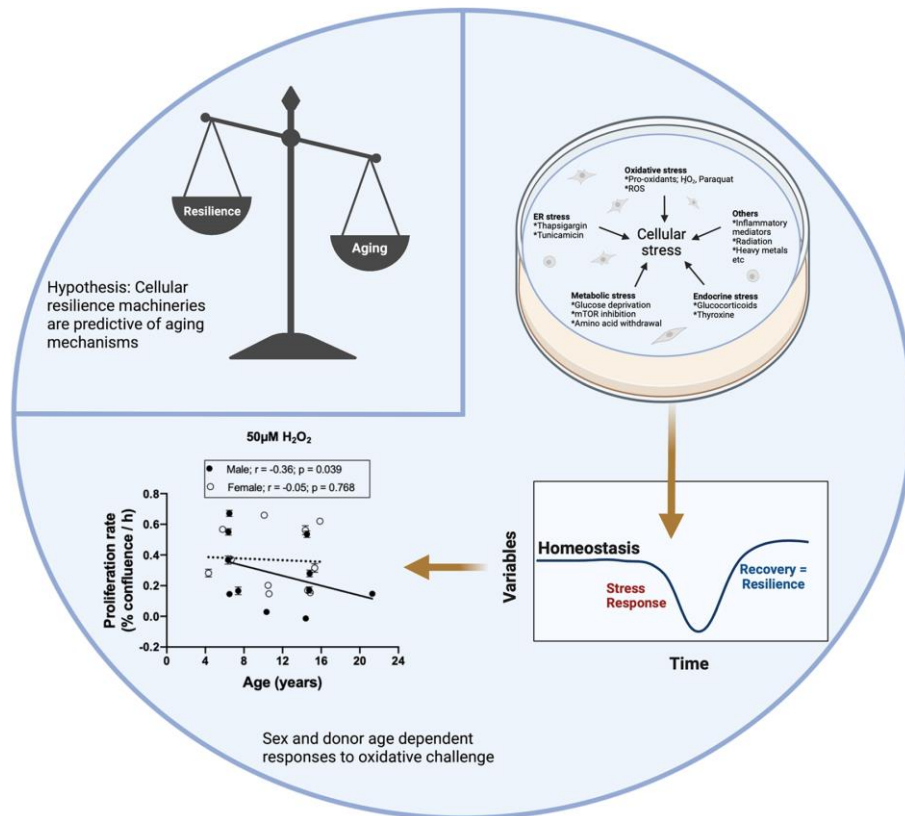 Resilience
Aging
Hypothesis: Cellular
resilience machineries
are predictive of aging
mechanisms
Oxidative stress
*Pro-oxidants; H₂O₂, Paraquat
*ROS
ER stress
*Thapsigargin
*Tunicamicin
Cellular
stress
Others
*Inflammatory
mediators
*Radiation
*Heavy metals
etc
Metabolic stress
*Glucose deprivation
*mTOR inhibition
*Amino acid withdrawal
Endocrine stress
*Glucocorticoids
*Thyroxine
Variables
Homeostasis
Stress
Response
Recovery =
Resilience
Time
50µM H₂O₂
Male; r = -0.36; p = 0.039
Female; r = -0.05; p = 0.768
Proliferation rate
(% confluence / h)
0.8
0.6
0.4
0.2
0.0
-0.2
0 4 8 12 16 20 24
Age (years)
Sex and donor age dependent
responses to oxidative challenge